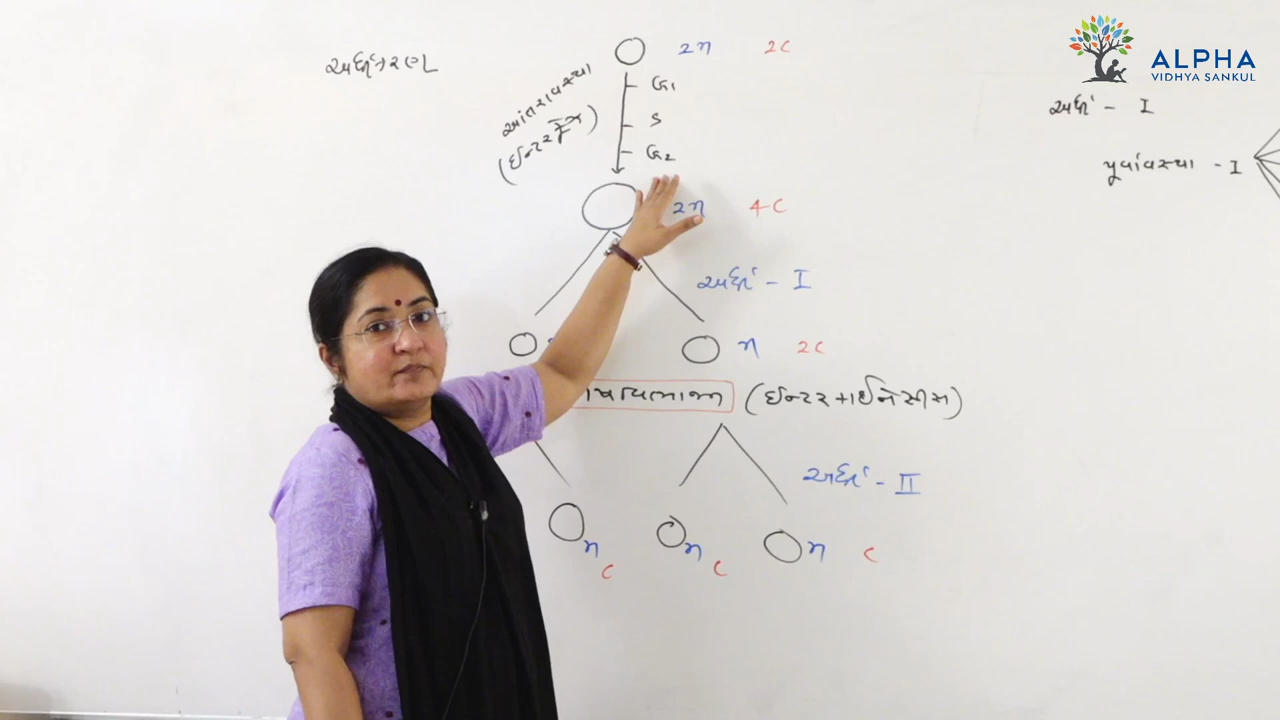 ALPHA
VIDHYA SANKUL
અર્ધીકરણ
2n 2C
આંતરાવસ્થા
(ઈન્ટરફેઝ)
G1
S
G2
2n 4C
અર્ધી - I
n 2C
(ઈન્ટરકાઈનેસીસ)
અર્ધી - II
n C
n C
n C
અર્ધી - I
પૂર્વાવસ્થા - I